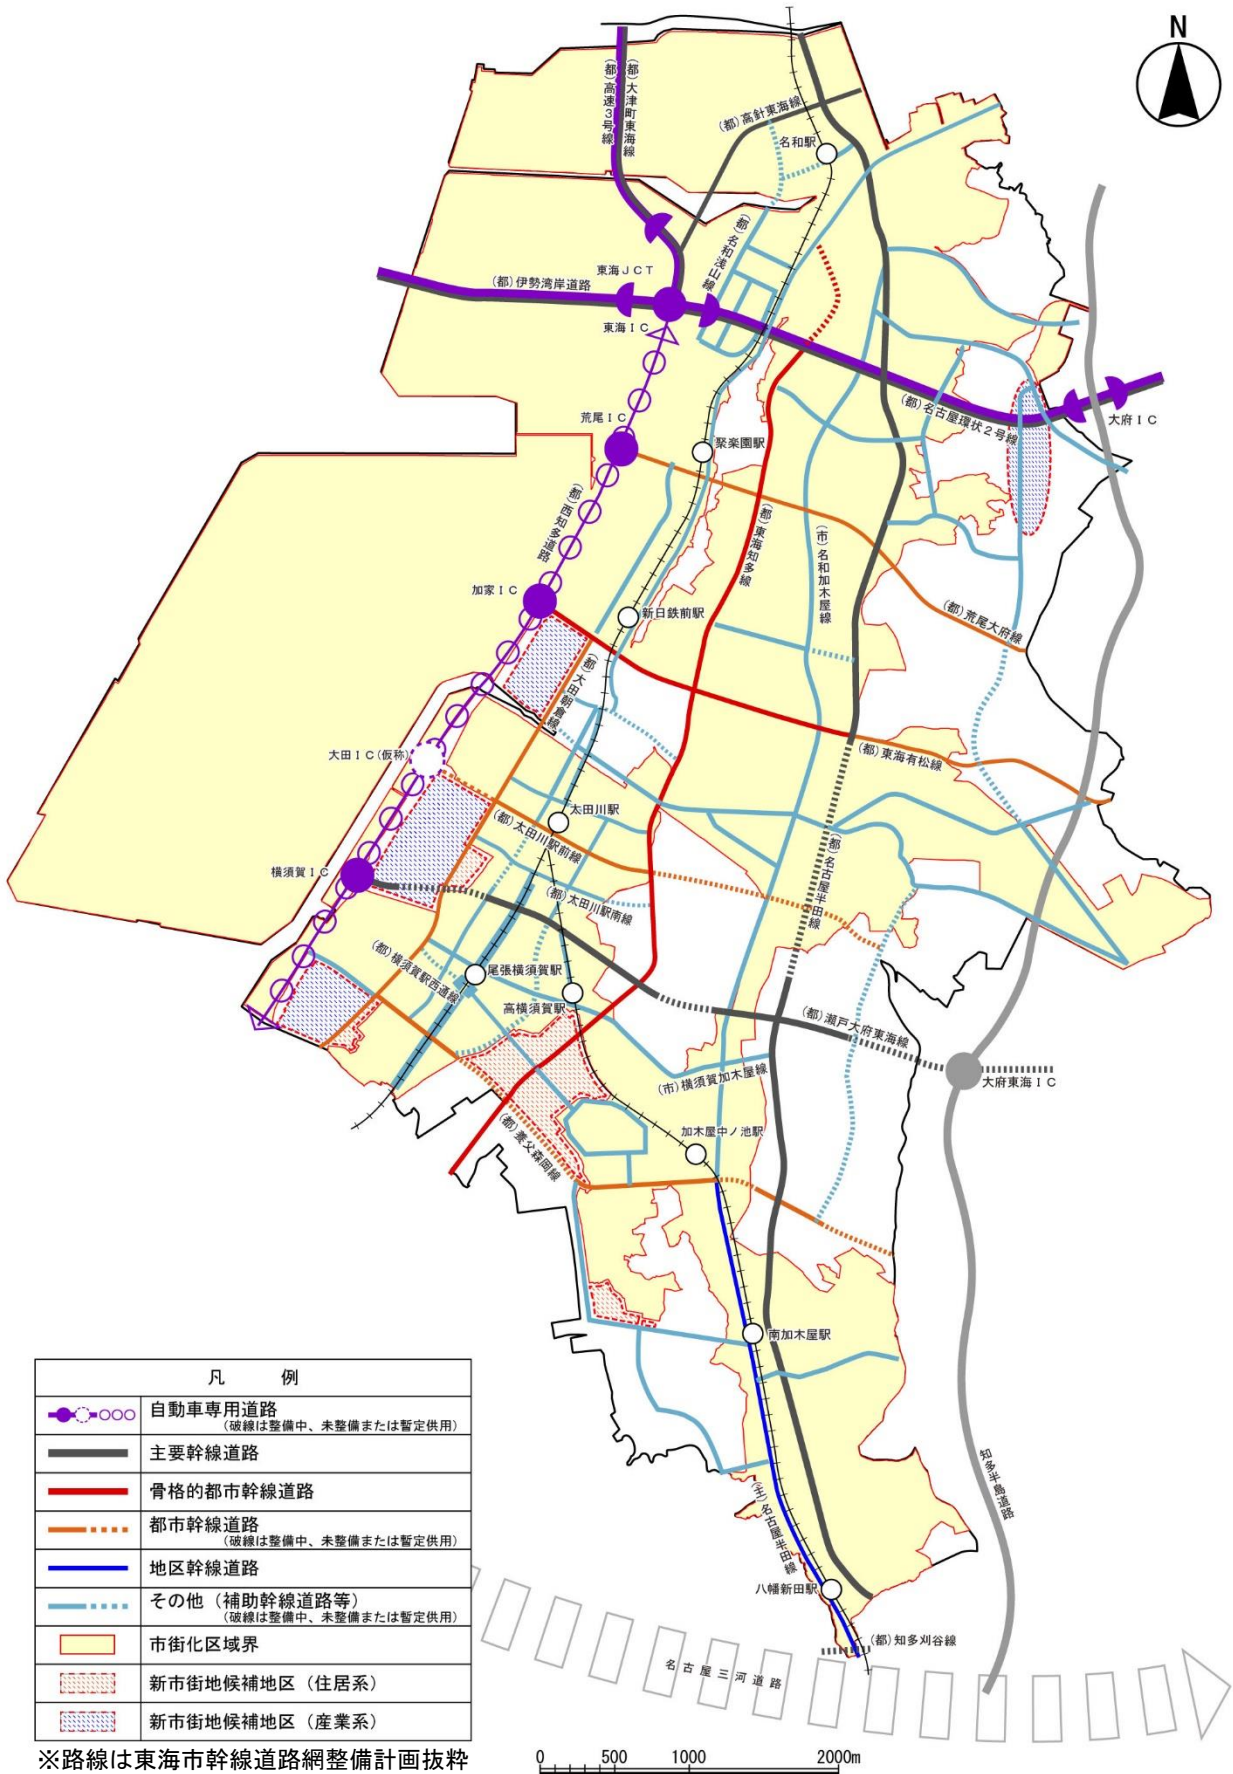 N
(都)大津町東海線
(都)高速3号線
(都)高針東海線
名和駅
(都)名和浅山線
東海JCT
(都)伊勢湾岸道路
東海IC
(都)名古屋環状2号線
大府IC
荒尾IC
聚楽園駅
(都)西知多道路
(都)東海知多線
(市)名和加木屋線
加家IC
新日鉄前駅
(都)荒尾大府線
(都)大田朝倉線
大田IC(仮称)
(都)東海有松線
太田川駅
(都)太田川駅前線
(都)名古屋半田線
横須賀IC
(都)太田川駅南線
(都)横須賀駅西通線
尾張横須賀駅
高横須賀駅
(都)瀬戸大府東海線
大府東海IC
(市)横須賀加木屋線
加木屋中ノ池駅
(都)養父森岡線
南加木屋駅
知多半島道路
(主)名古屋半田線
八幡新田駅
(都)知多刈谷線
名古屋三河道路
凡 例
自動車専用道路
(破線は整備中、未整備または暫定供用)
主要幹線道路
骨格的都市幹線道路
都市幹線道路
(破線は整備中、未整備または暫定供用)
地区幹線道路
その他(補助幹線道路等)
(破線は整備中、未整備または暫定供用)
市街化区域界
新市街地候補地区(住居系)
新市街地候補地区(産業系)
※路線は東海市幹線道路網整備計画抜粋
0 500 1000 2000m